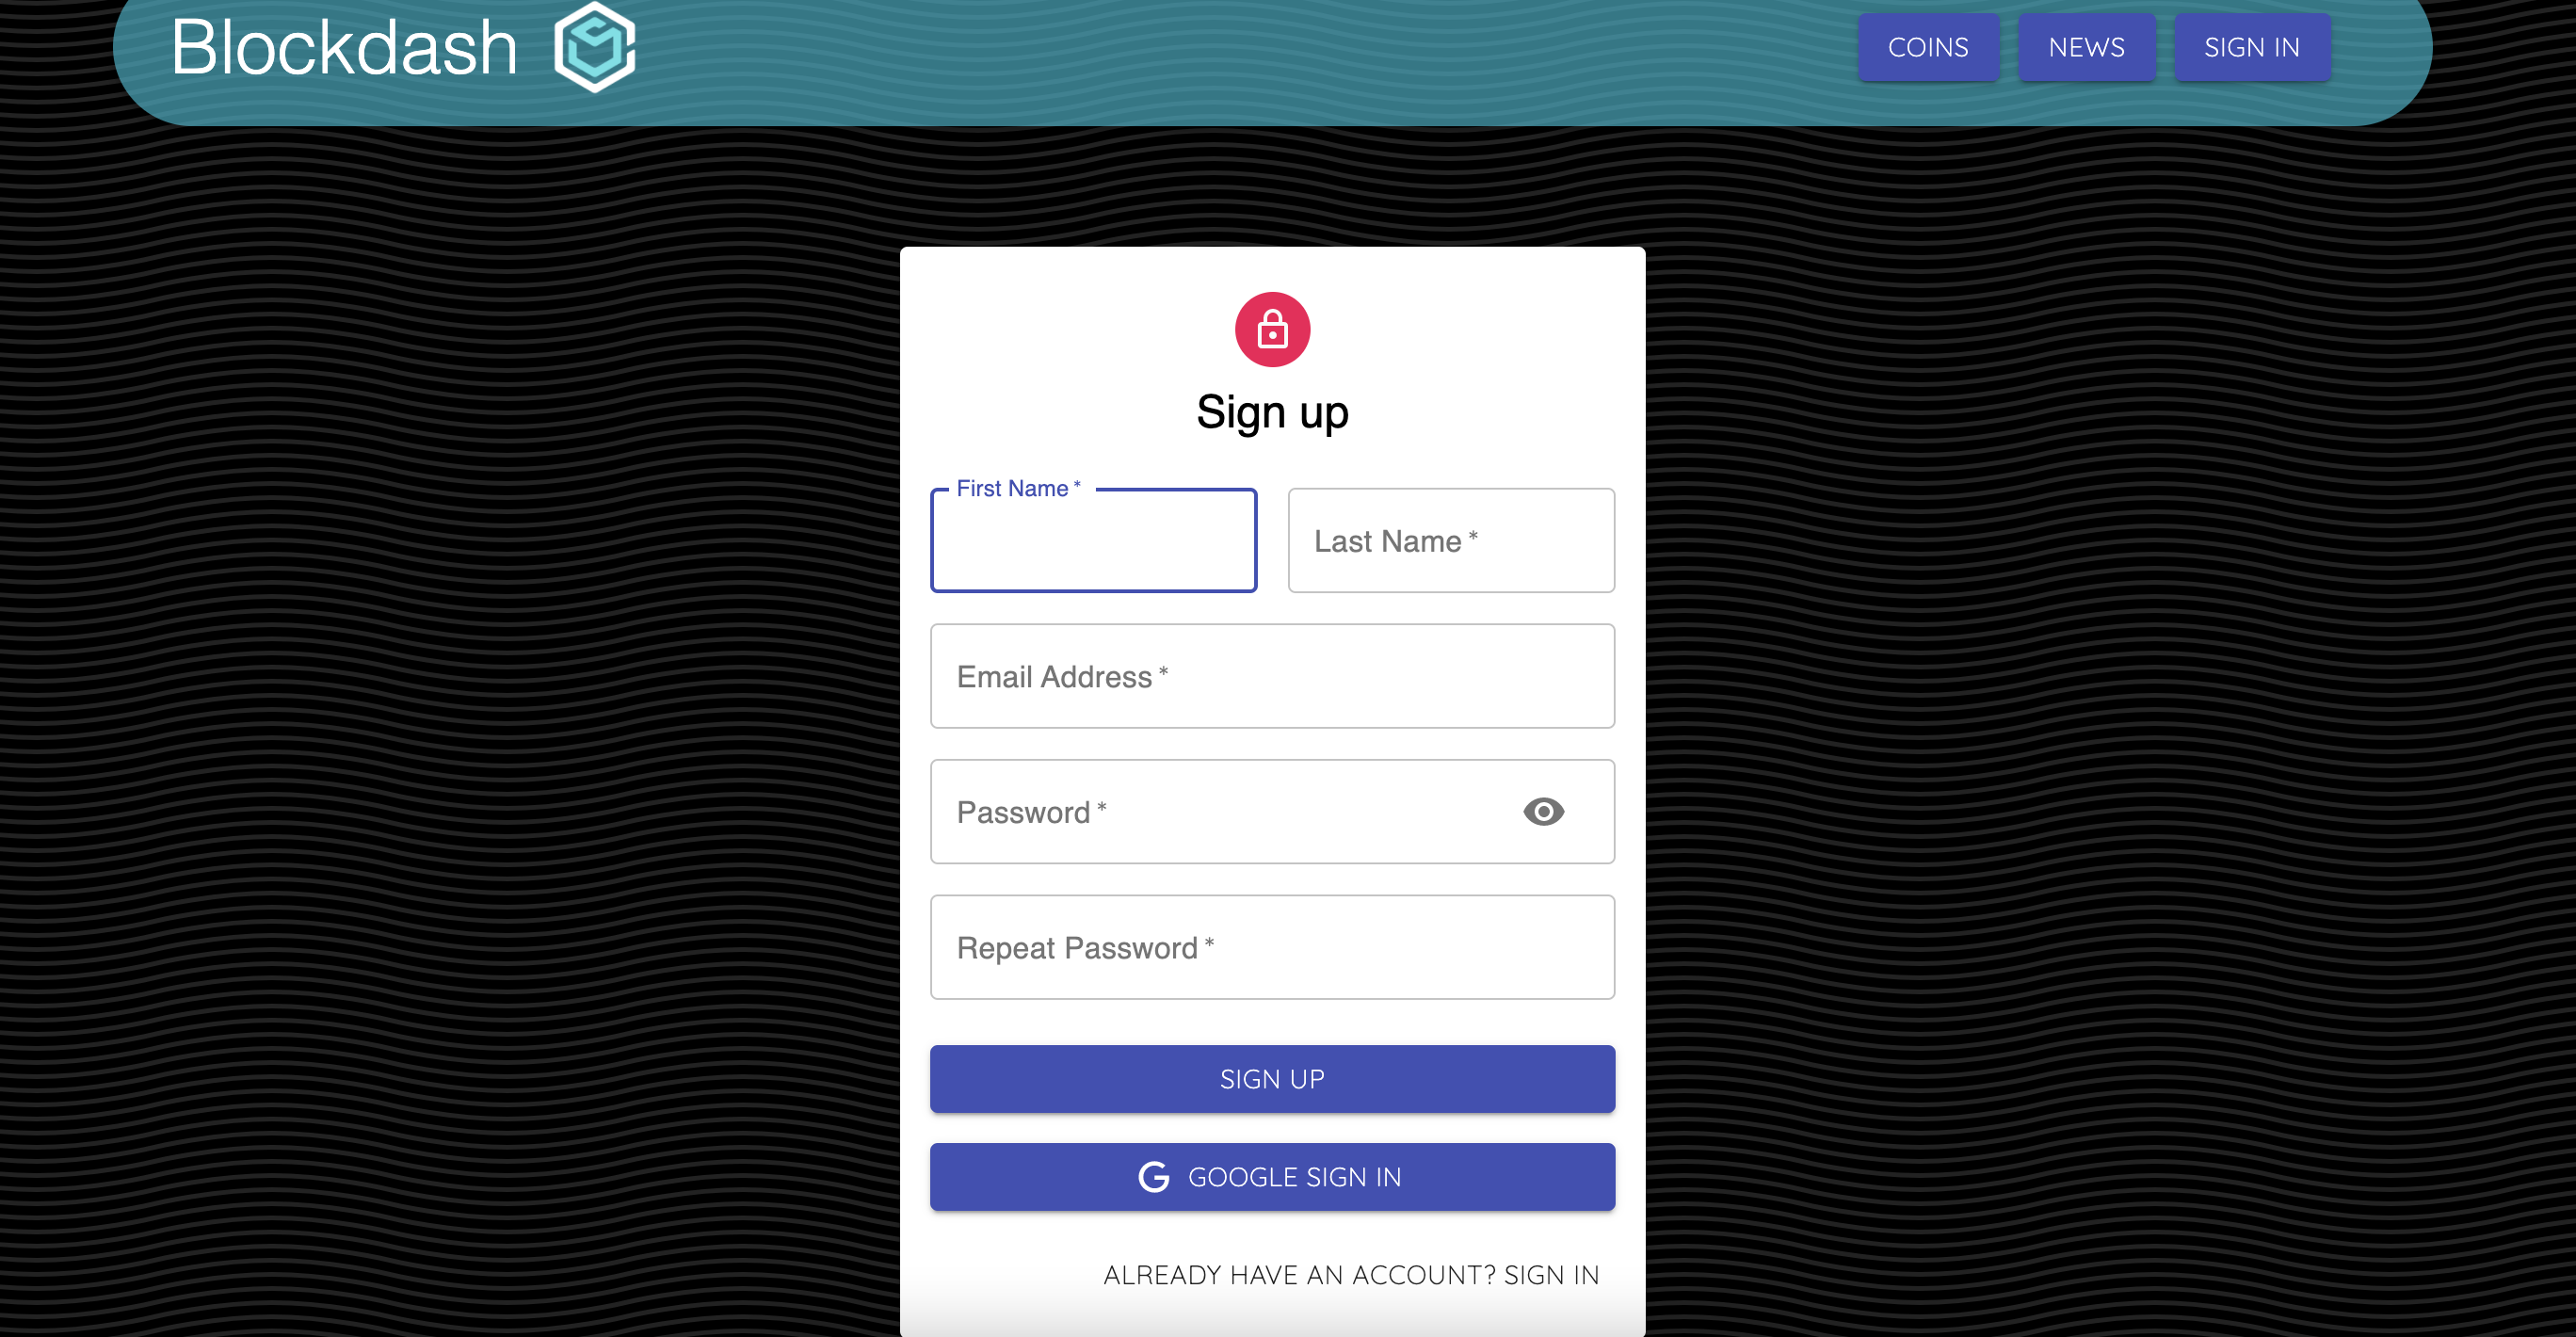 Blockdash
COINS NEWS SIGN IN
Sign up
First Name *
Last Name *
Email Address *
Password *
Repeat Password *
SIGN UP
G GOOGLE SIGN IN
ALREADY HAVE AN ACCOUNT? SIGN IN